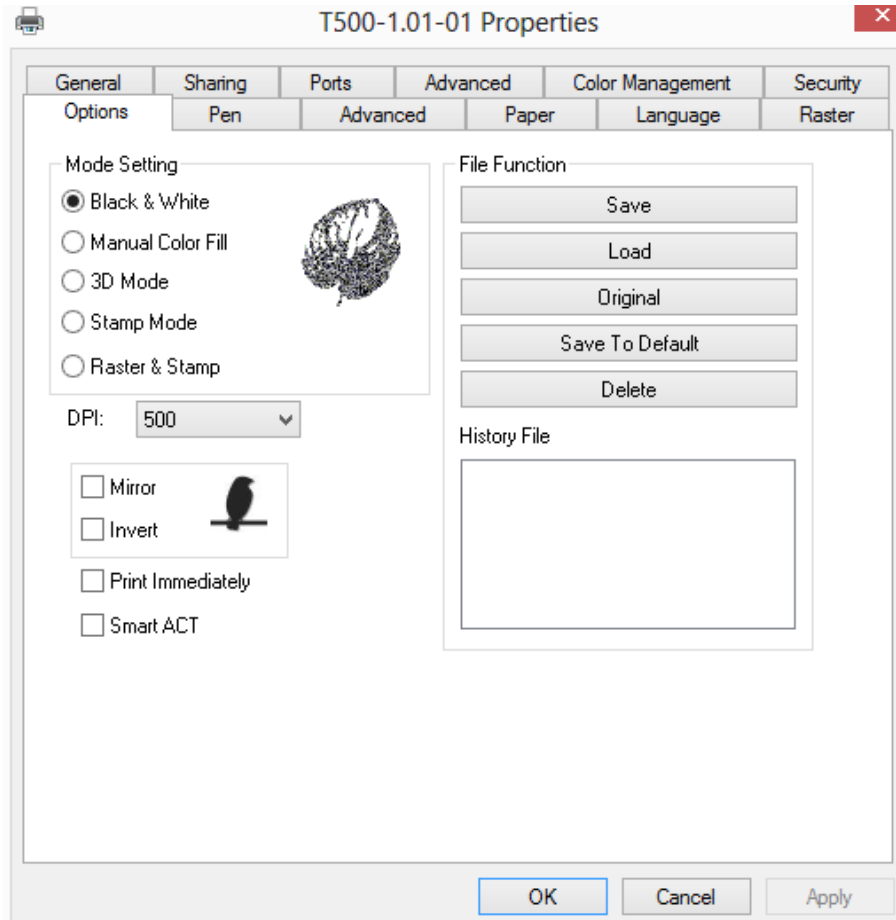 T500-1.01-01 Properties
General Sharing Ports Advanced Color Management Security
Options Pen Advanced Paper Language Raster
Mode Setting
Black & White
Manual Color Fill
3D Mode
Stamp Mode
Raster & Stamp
DPI: 500
Mirror
Invert
Print Immediately
Smart ACT
File Function
Save
Load
Original
Save To Default
Delete
History File
OK Cancel Apply